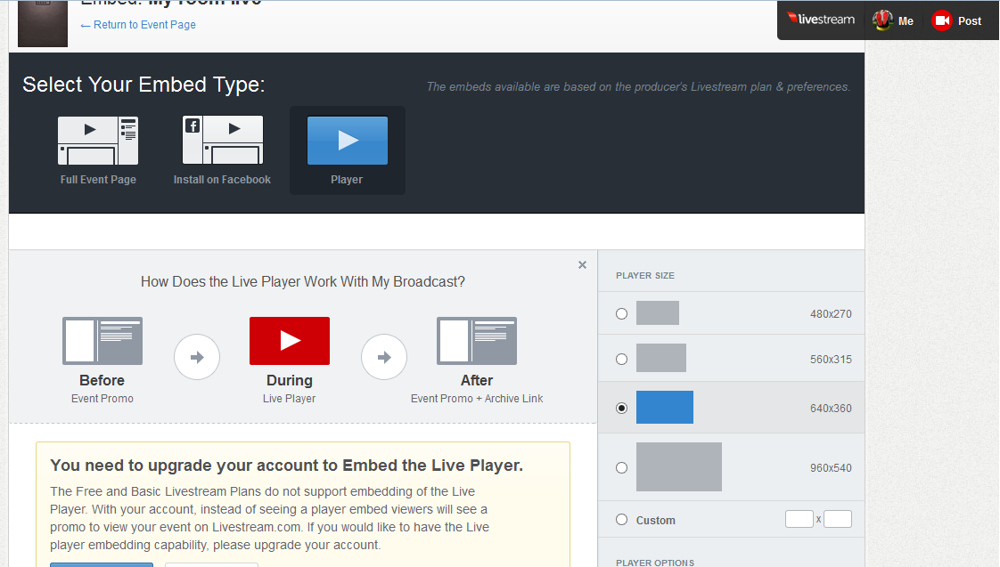 Embed: My room live
← Return to Event Page
livestream
Me
Post
Select Your Embed Type:
The embeds available are based on the producer's Livestream plan & preferences.
Full Event Page
f
Install on Facebook
Player
×
How Does the Live Player Work With My Broadcast?
Before
Event Promo
During
Live Player
After
Event Promo + Archive Link
You need to upgrade your account to Embed the Live Player.
The Free and Basic Livestream Plans do not support embedding of the Live
Player. With your account, instead of seeing a player embed viewers will see a
promo to view your event on Livestream.com. If you would like to have the Live
player embedding capability, please upgrade your account.
PLAYER SIZE
480x270
560x315
640x360
960x540
Custom
x
PLAYER OPTIONS